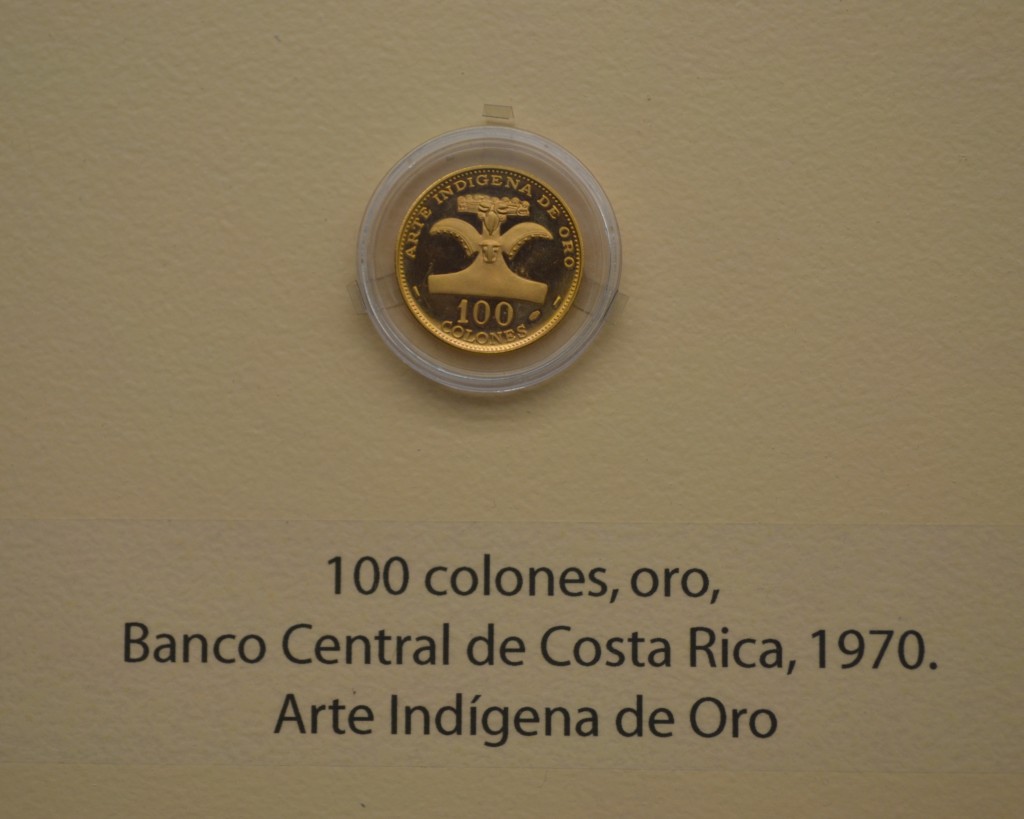 ARTE INDIGENA DE ORO
100
COLONES
100 colones, oro,
Banco Central de Costa Rica, 1970.
Arte Indígena de Oro